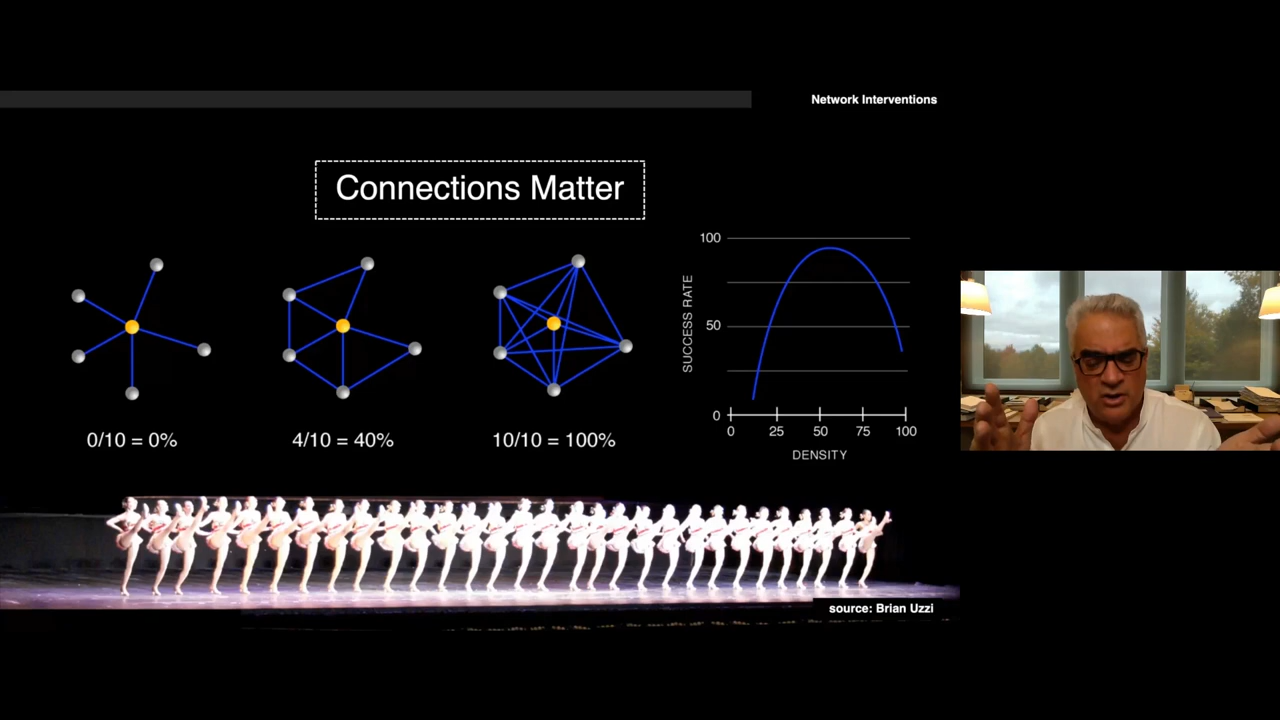 Network Interventions
Connections Matter
0/10 = 0%
4/10 = 40%
10/10 = 100%
SUCCESS RATE
100
50
0
0 25 50 75 100
DENSITY
source: Brian Uzzi